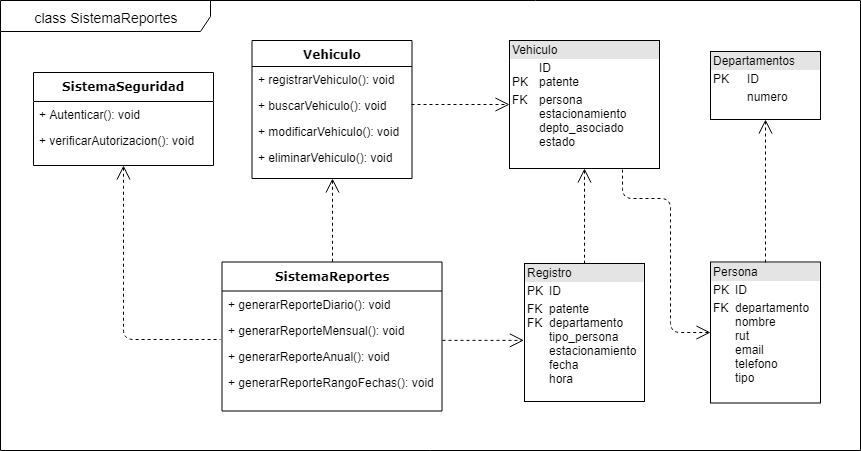 class SistemaReportes
SistemaSeguridad
+ Autenticar(): void
+ verificarAutorizacion(): void
Vehiculo
+ registrarVehiculo(): void
+ buscarVehiculo(): void
+ modificarVehiculo(): void
+ eliminarVehiculo(): void
Vehiculo
ID
PK patente
FK persona
estacionamiento
depto_asociado
estado
Departamentos
PK ID
numero
SistemaReportes
+ generarReporteDiario(): void
+ generarReporteMensual(): void
+ generarReporteAnual(): void
+ generarReporteRangoFechas(): void
Registro
PK ID
FK patente
FK departamento
tipo_persona
estacionamiento
fecha
hora
Persona
PK ID
FK departamento
nombre
rut
email
telefono
tipo